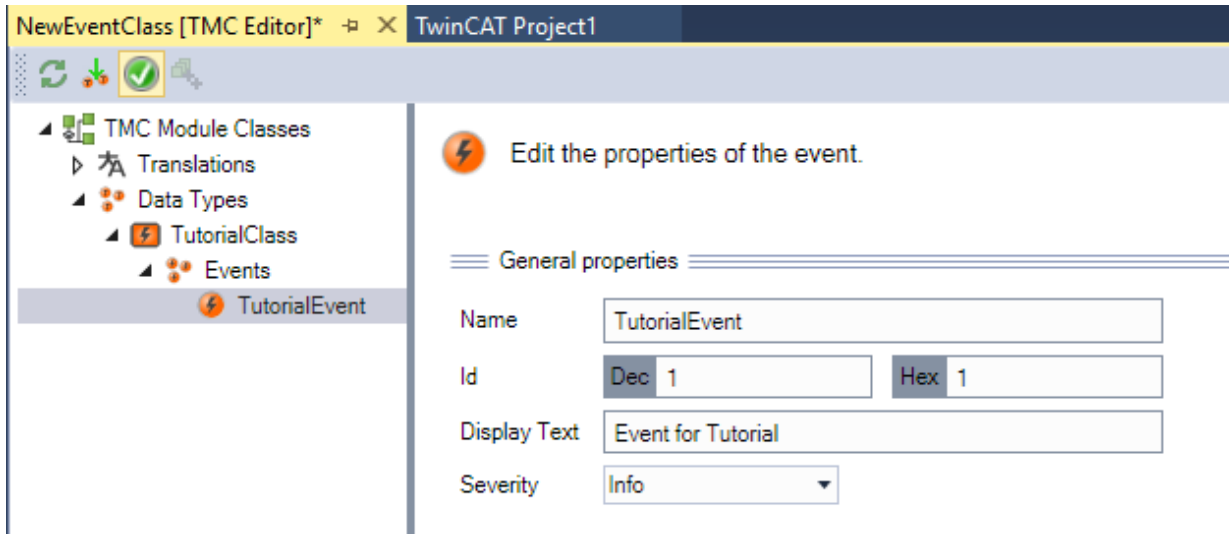 NewEventClass [TMC Editor]* TwinCAT Project1
TMC Module Classes
Translations
Data Types
TutorialClass
Events
TutorialEvent
Edit the properties of the event.
General properties
Name TutorialEvent
Id Dec 1 Hex 1
Display Text Event for Tutorial
Severity Info